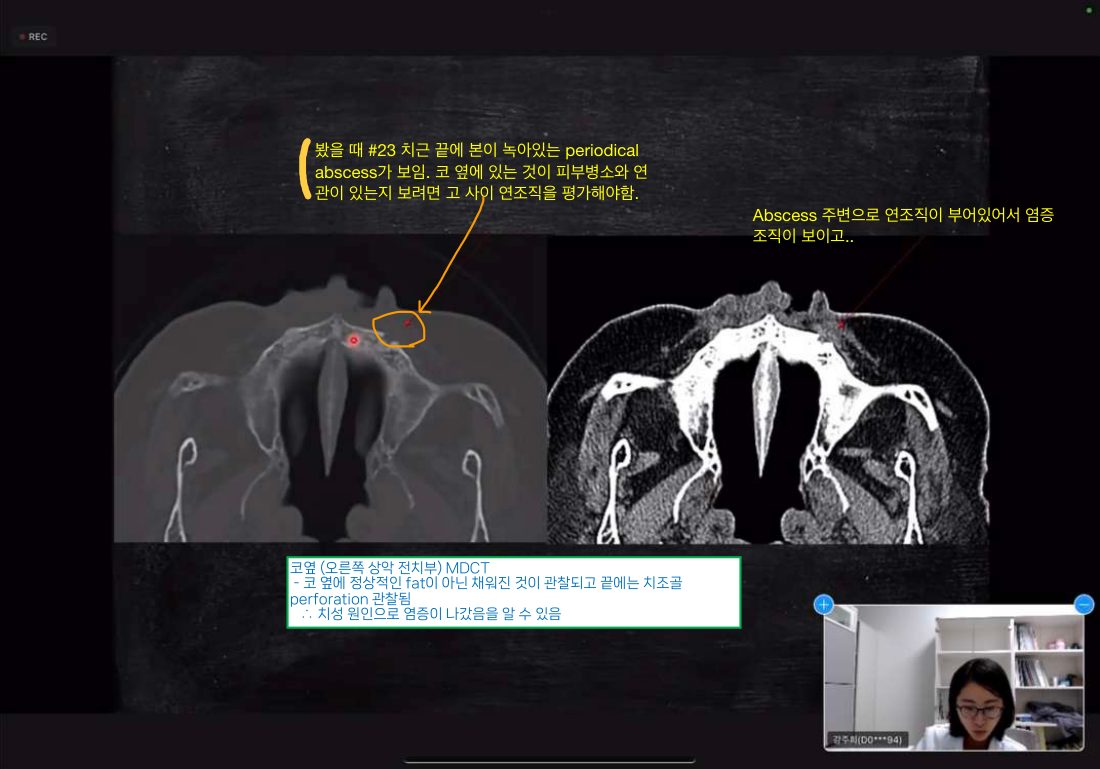 REC
봤을 때 #23 치근 끝에 본이 녹아있는 periodical
abscess가 보임. 코 옆에 있는 것이 피부병소와 연
관이 있는지 보려면 고 사이 연조직을 평가해야함.
Abscess 주변으로 연조직이 부어있어서 염증
조직이 보이고..
코옆 (오른쪽 상악 전치부) MDCT
- 코 옆에 정상적인 fat이 아닌 채워진 것이 관찰되고 끝에는 치조골
perforation 관찰됨
∴ 치성 원인으로 염증이 나갔음을 알 수 있음
강주희(D0***94)